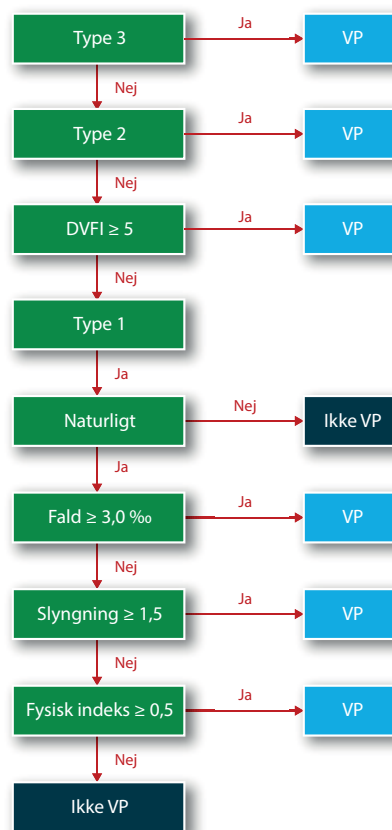 Type 3
Ja
VP
Nej
Type 2
Ja
VP
Nej
DVFI ≥ 5
Ja
VP
Nej
Type 1
Ja
Naturligt
Nej
Ikke VP
Ja
Fald ≥ 3,0 ‰
Ja
VP
Nej
Slyngning ≥ 1,5
Ja
VP
Nej
Fysisk indeks ≥ 0,5
Ja
VP
Nej
Ikke VP